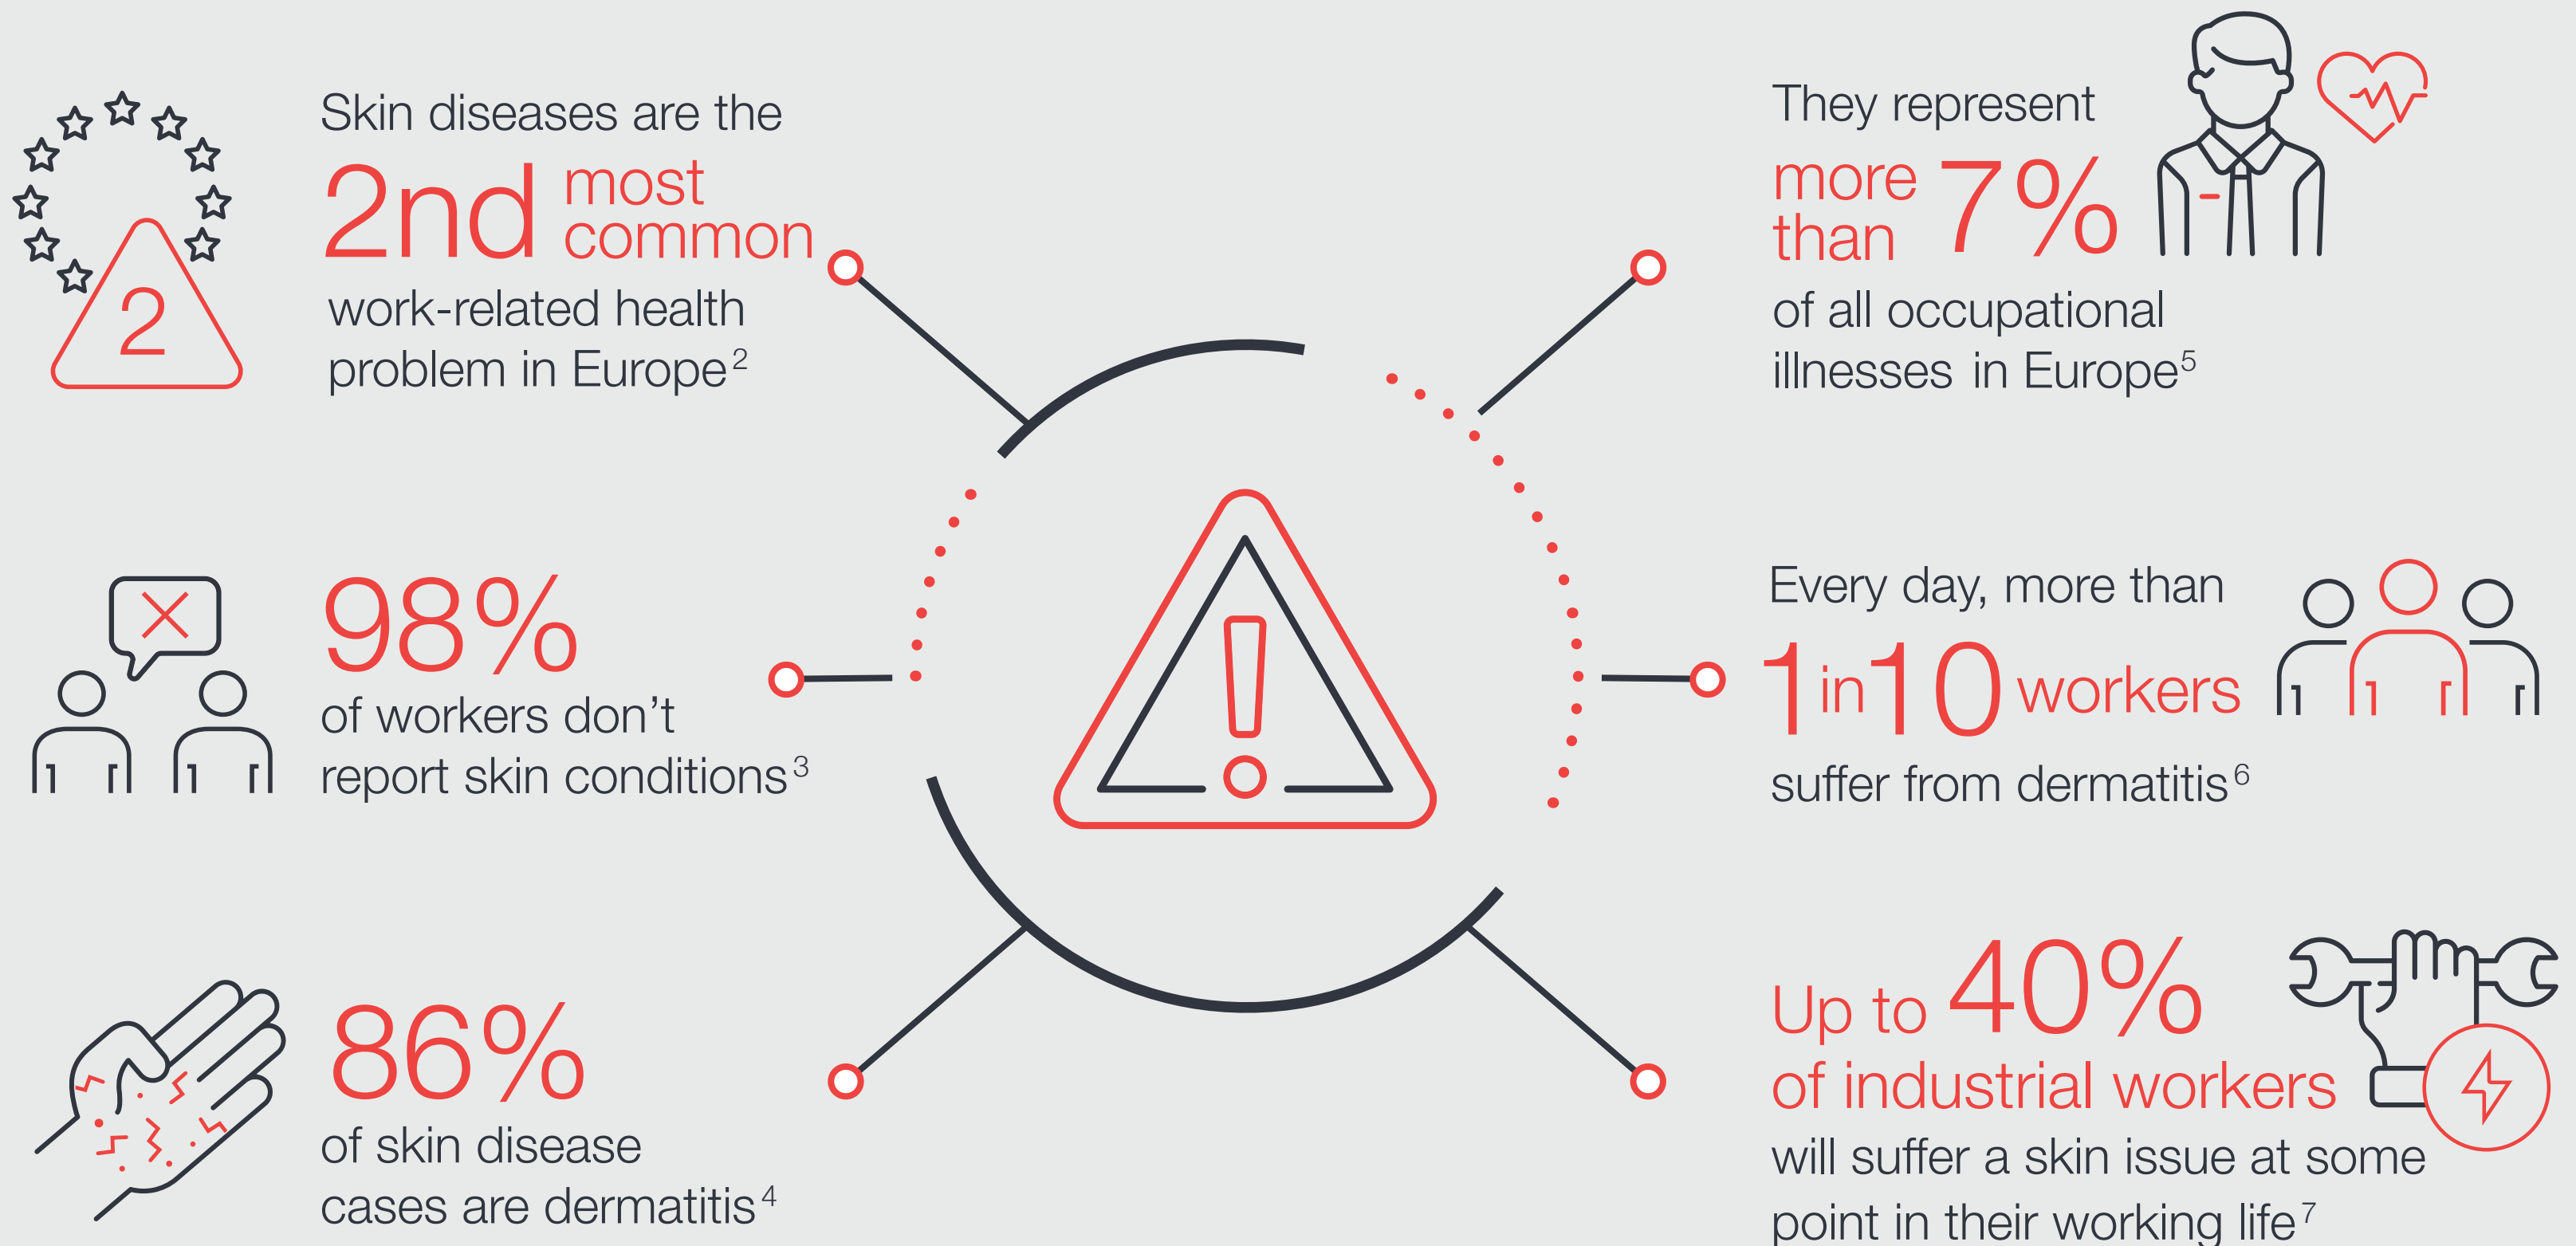 Skin diseases are the
2nd most common
work-related health
problem in Europe²
2
98%
of workers don’t
report skin conditions³
86%
of skin disease
cases are dermatitis⁴
They represent
more than 7%
of all occupational
illnesses in Europe⁵
Every day, more than
1 in 10 workers
suffer from dermatitis⁶
Up to 40%
of industrial workers
will suffer a skin issue at some
point in their working life⁷